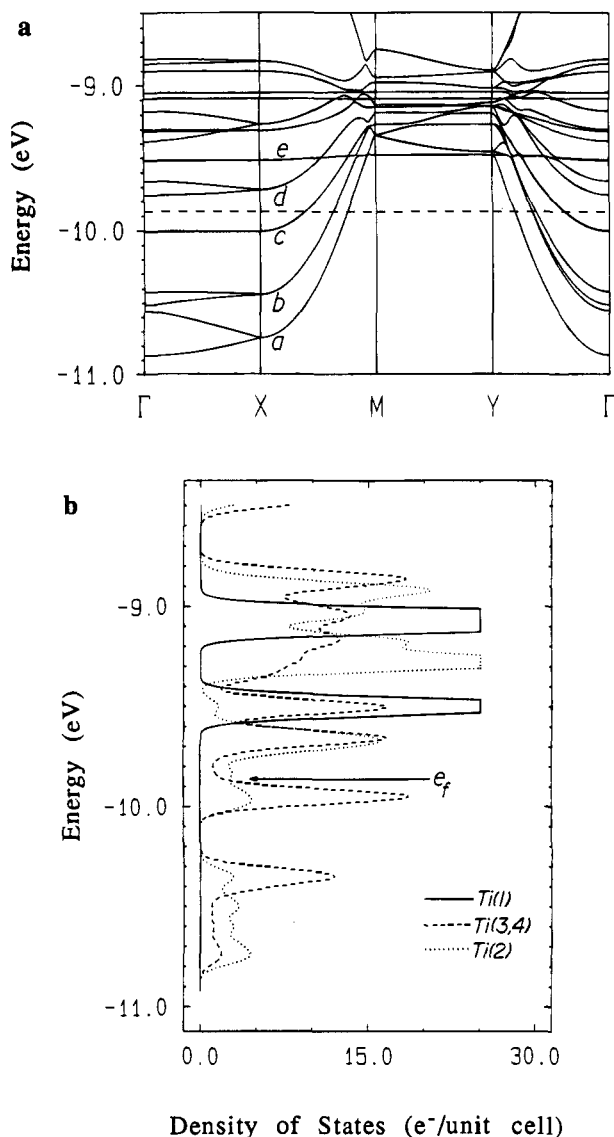 a
Energy (eV)
-9.0
-10.0
-11.0
e
d
c
b
a
Γ X M Y Γ
b
Energy (eV)
-9.0
-10.0
-11.0
e_f
Ti(1)
Ti(3,4)
Ti(2)
0.0 15.0 30.0
Density of States (e⁻/unit cell)